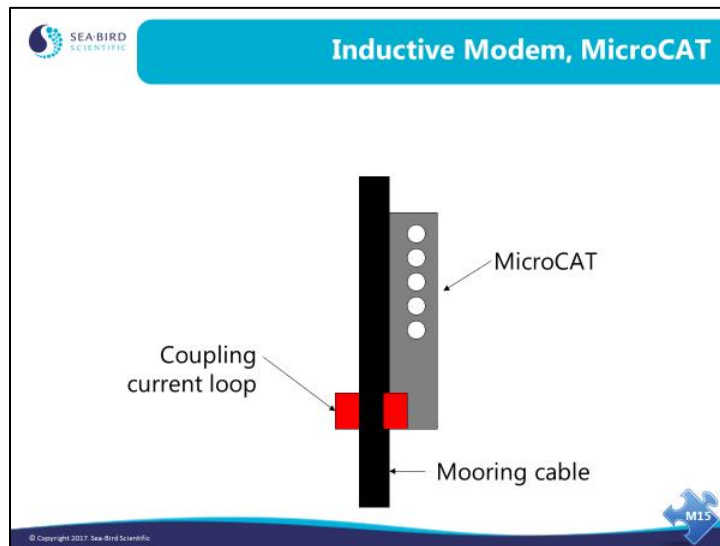 SEA·BIRD
SCIENTIFIC
Inductive Modem, MicroCAT
MicroCAT
Coupling
current loop
Mooring cable
M15
© Copyright 2017. Sea-Bird Scientific